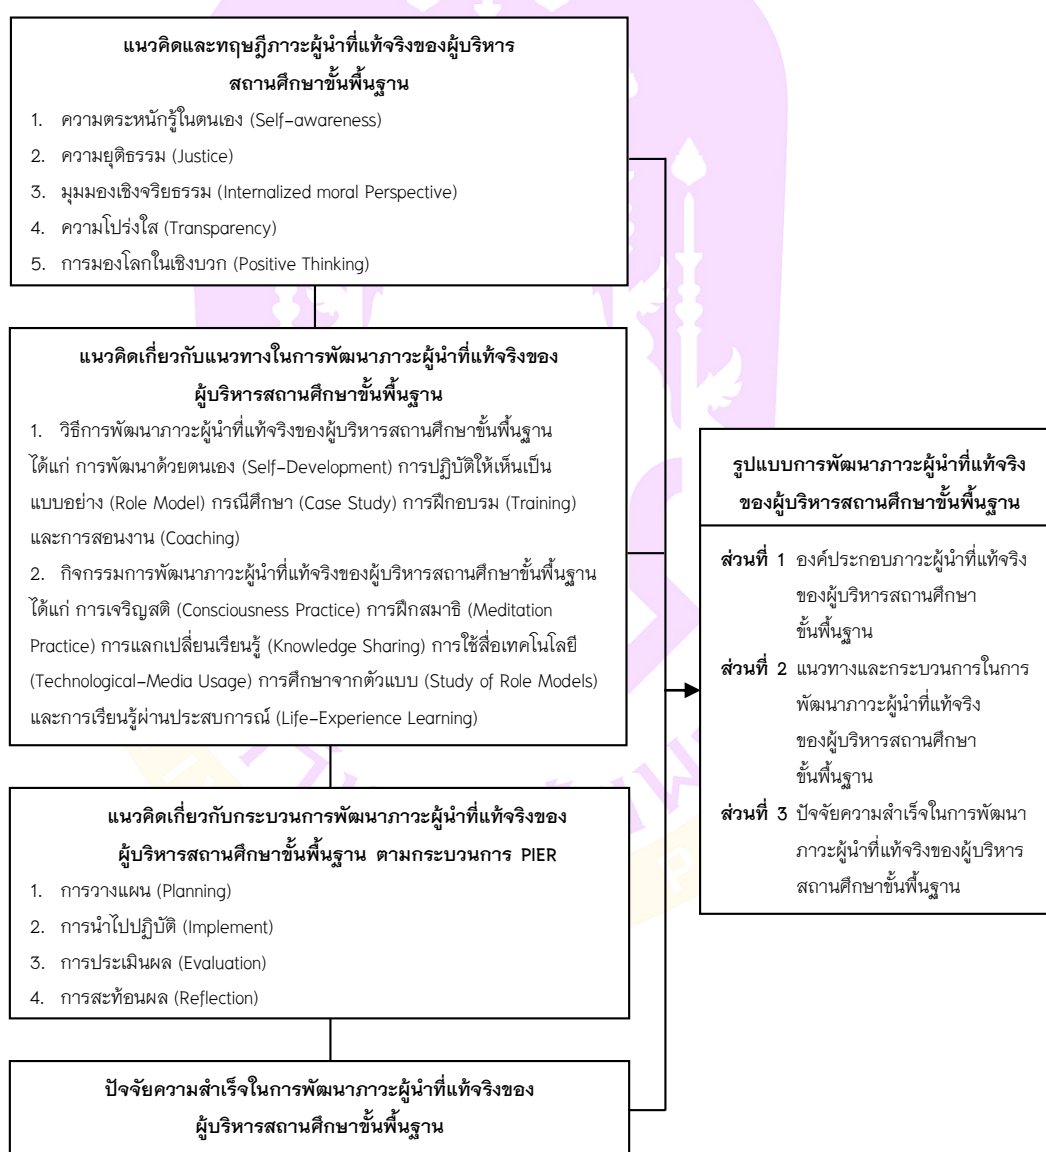 แนวคิดและทฤษฎีภาวะผู้นำที่แท้จริงของผู้บริหาร
สถานศึกษาขั้นพื้นฐาน
1. ความตระหนักรู้ในตนเอง (Self–awareness)
2. ความยุติธรรม (Justice)
3. มุมมองเชิงจริยธรรม (Internalized moral Perspective)
4. ความโปร่งใส (Transparency)
5. การมองโลกในเชิงบวก (Positive Thinking)
แนวคิดเกี่ยวกับแนวทางในการพัฒนาภาวะผู้นำที่แท้จริงของ
ผู้บริหารสถานศึกษาขั้นพื้นฐาน
1. วิธีการพัฒนาภาวะผู้นำที่แท้จริงของผู้บริหารสถานศึกษาขั้นพื้นฐาน
ได้แก่ การพัฒนาด้วยตนเอง (Self–Development) การปฏิบัติให้เห็นเป็น
แบบอย่าง (Role Model) กรณีศึกษา (Case Study) การฝึกอบรม (Training)
และการสอนงาน (Coaching)
2. กิจกรรมการพัฒนาภาวะผู้นำที่แท้จริงของผู้บริหารสถานศึกษาขั้นพื้นฐาน
ได้แก่ การเจริญสติ (Consciousness Practice) การฝึกสมาธิ (Meditation
Practice) การแลกเปลี่ยนเรียนรู้ (Knowledge Sharing) การใช้สื่อเทคโนโลยี
(Technological–Media Usage) การศึกษาจากตัวแบบ (Study of Role Models)
และการเรียนรู้ผ่านประสบการณ์ (Life–Experience Learning)
แนวคิดเกี่ยวกับกระบวนการพัฒนาภาวะผู้นำที่แท้จริงของ
ผู้บริหารสถานศึกษาขั้นพื้นฐาน ตามกระบวนการ PIER
1. การวางแผน (Planning)
2. การนำไปปฏิบัติ (Implement)
3. การประเมินผล (Evaluation)
4. การสะท้อนผล (Reflection)
ปัจจัยความสำเร็จในการพัฒนาภาวะผู้นำที่แท้จริงของ
ผู้บริหารสถานศึกษาขั้นพื้นฐาน
รูปแบบการพัฒนาภาวะผู้นำที่แท้จริง
ของผู้บริหารสถานศึกษาขั้นพื้นฐาน
ส่วนที่ 1 องค์ประกอบภาวะผู้นำที่แท้จริง
ของผู้บริหารสถานศึกษา
ขั้นพื้นฐาน
ส่วนที่ 2 แนวทางและกระบวนการในการ
พัฒนาภาวะผู้นำที่แท้จริง
ของผู้บริหารสถานศึกษา
ขั้นพื้นฐาน
ส่วนที่ 3 ปัจจัยความสำเร็จในการพัฒนา
ภาวะผู้นำที่แท้จริงของผู้บริหาร
สถานศึกษาขั้นพื้นฐาน